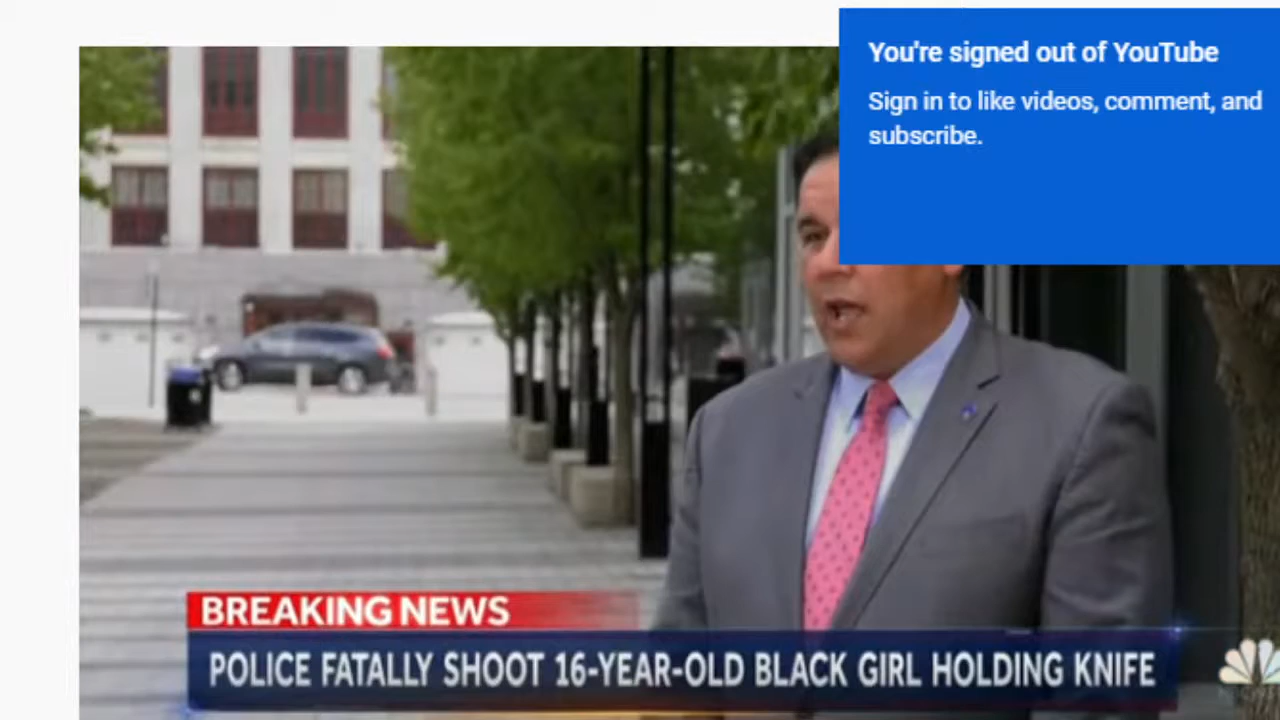 You're signed out of YouTube
Sign in to like videos, comment, and
subscribe.
BREAKING NEWS
POLICE FATALLY SHOOT 16-YEAR-OLD BLACK GIRL HOLDING KNIFE